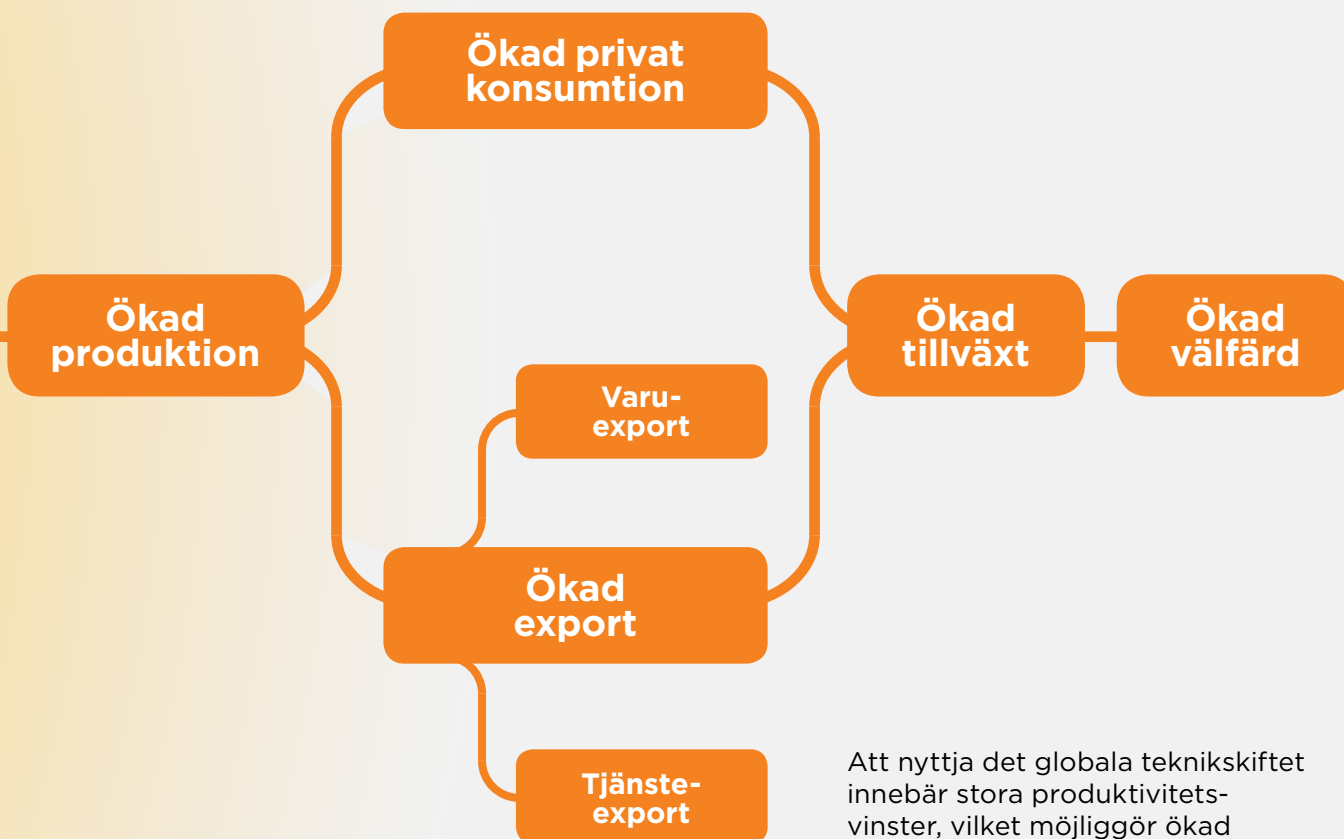 Ökad privat
konsumtion
Ökad
produktion
Ökad
tillväxt
Ökad
välfärd
Varu-
export
Ökad
export
Tjänste-
export
Att nyttja det globala teknikskiftet
innebär stora produktivitets-
vinster, vilket möjliggör ökad